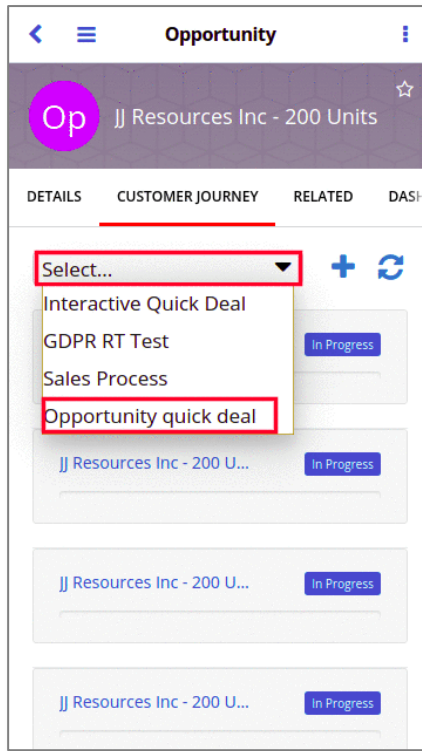 Opportunity
Op JJ Resources Inc - 200 Units
DETAILS CUSTOMER JOURNEY RELATED DASH
Select...
Interactive Quick Deal
GDPR RT Test
In Progress
Sales Process
Opportunity quick deal
JJ Resources Inc - 200 U... In Progress
JJ Resources Inc - 200 U... In Progress
JJ Resources Inc - 200 U... In Progress